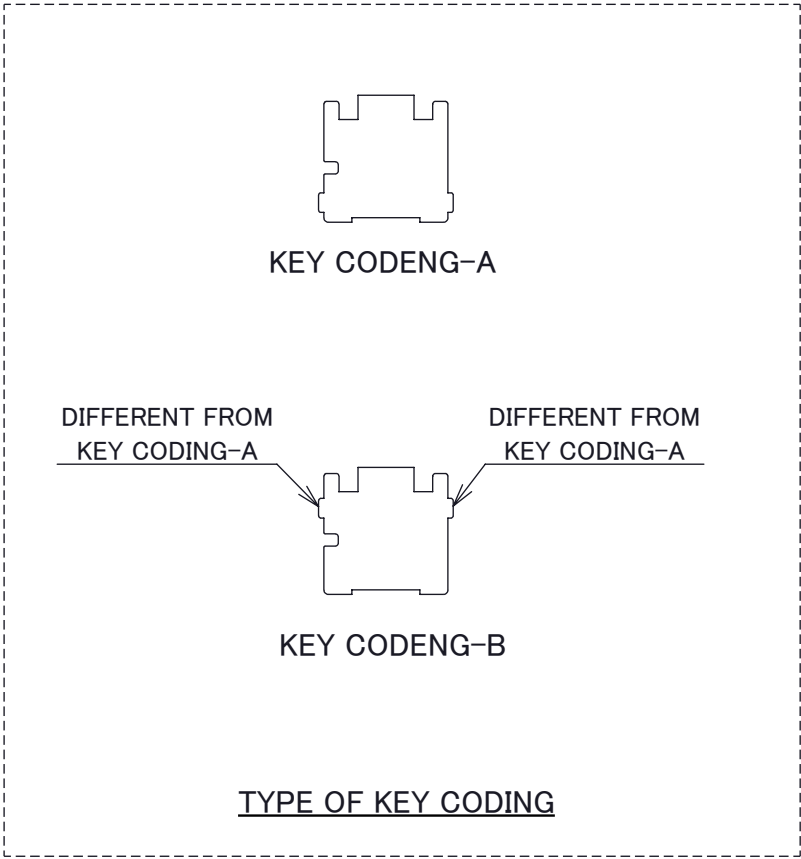 KEY CODENG-A
DIFFERENT FROM
KEY CODING-A
DIFFERENT FROM
KEY CODING-A
KEY CODENG-B
TYPE OF KEY CODING